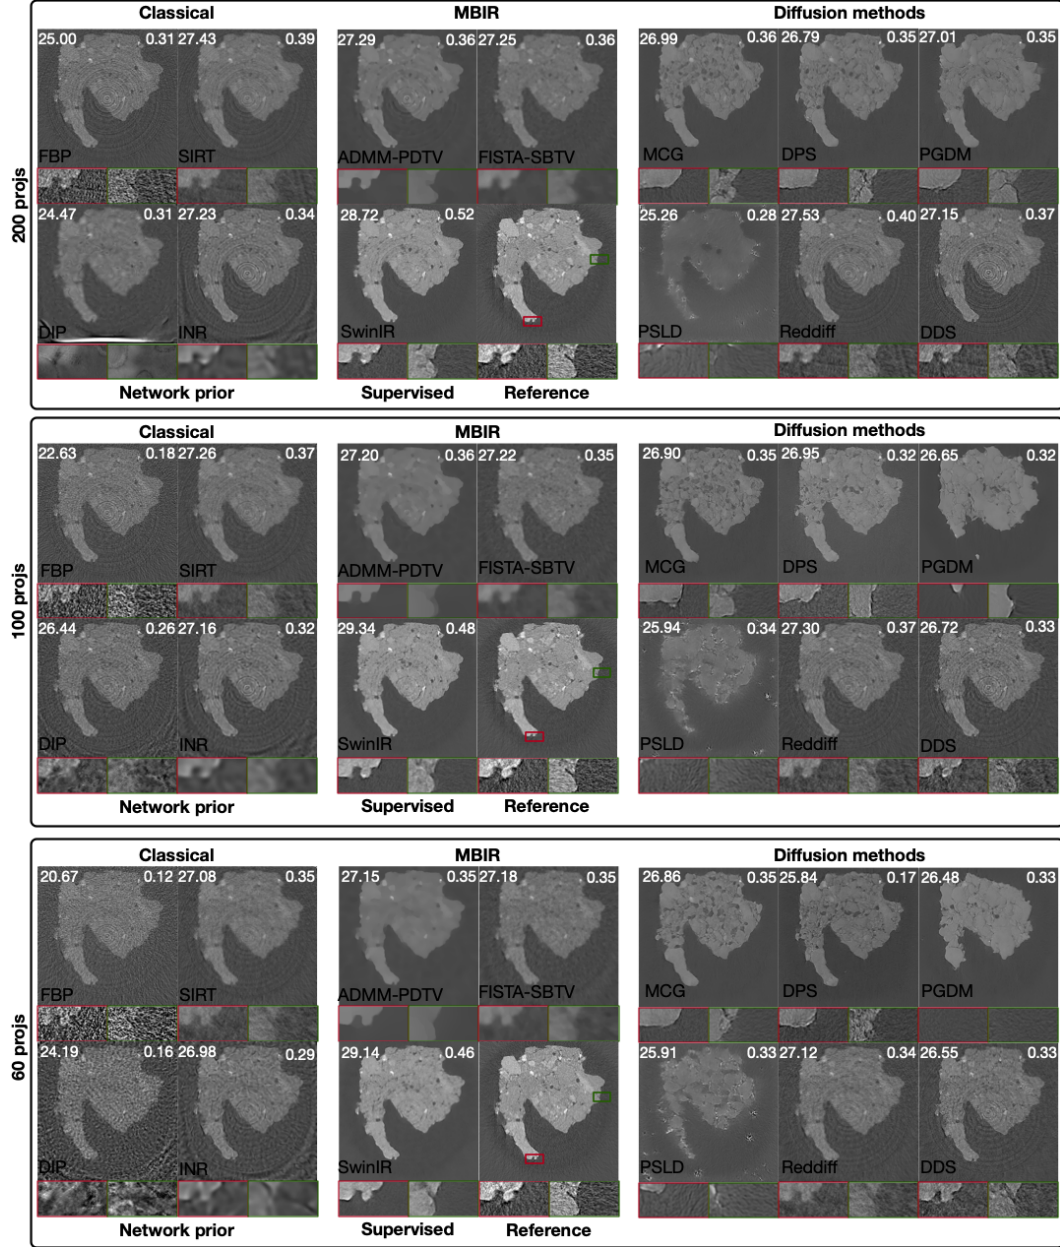 Classical MBIR Diffusion methods
200 projs
25.00 0.31 27.43 0.39 27.29 0.36 27.25 0.36 26.99 0.36 26.79 0.35 27.01 0.35
FBP SIRT ADMM-PDTV FISTA-SBTV MCG DPS PGDM
24.47 0.31 27.23 0.34 28.72 0.52 25.26 0.28 27.53 0.40 27.15 0.37
DIP INR SwinIR PSLD Reddiff DDS
Network prior Supervised Reference
Classical MBIR Diffusion methods
100 projs
22.63 0.18 27.26 0.37 27.20 0.36 27.22 0.35 26.90 0.35 26.95 0.32 26.65 0.32
FBP SIRT ADMM-PDTV FISTA-SBTV MCG DPS PGDM
26.44 0.26 27.16 0.32 29.34 0.48 25.94 0.34 27.30 0.37 26.72 0.33
DIP INR SwinIR PSLD Reddiff DDS
Network prior Supervised Reference
Classical MBIR Diffusion methods
60 projs
20.67 0.12 27.08 0.35 27.15 0.35 27.18 0.35 26.86 0.35 25.84 0.17 26.48 0.33
FBP SIRT ADMM-PDTV FISTA-SBTV MCG DPS PGDM
24.19 0.16 26.98 0.29 29.14 0.46 25.91 0.33 27.12 0.34 26.55 0.33
DIP INR SwinIR PSLD Reddiff DDS
Network prior Supervised Reference